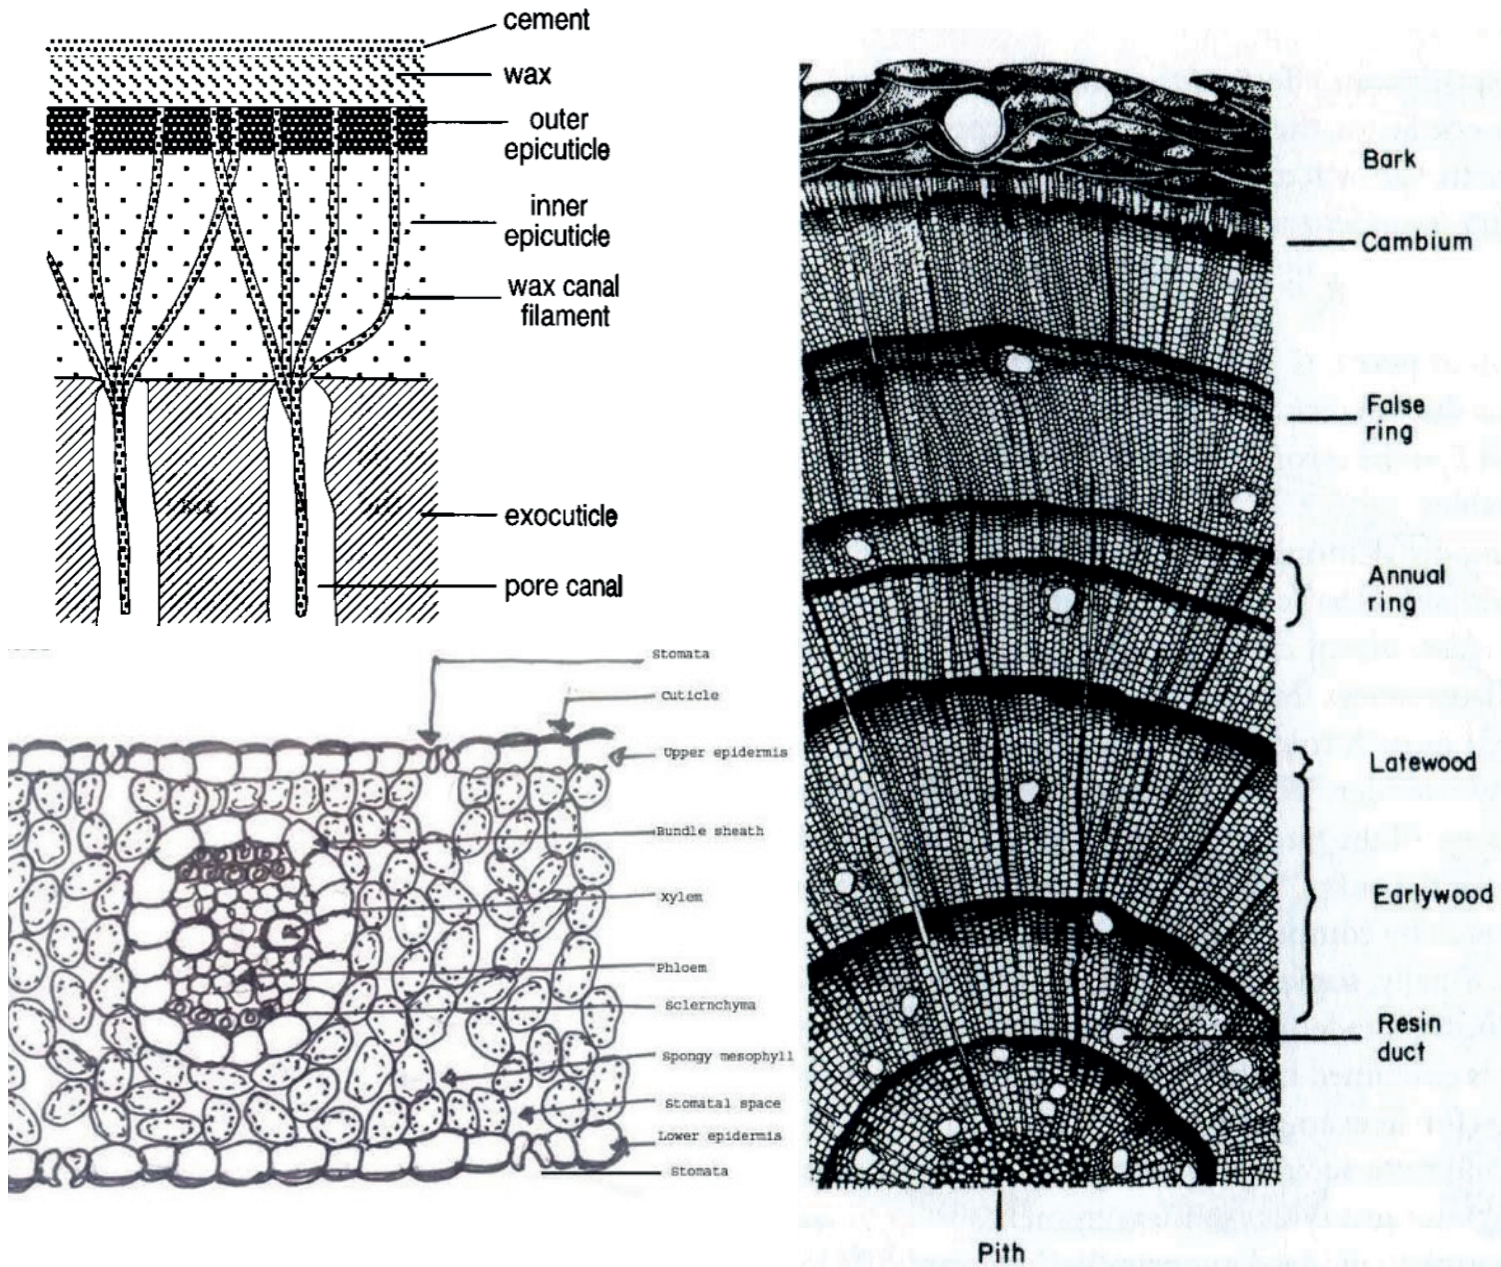 cement
wax
outer
epicuticle
inner
epicuticle
wax canal
filament
exocuticle
pore canal
Stomata
Cuticle
Upper epidermis
Bundle sheath
Xylem
Phloem
Sclernchyma
Spongy mesophyll
Stomatal space
Lower epidermis
Stomata
Bark
Cambium
False
ring
Annual
ring
Latewood
Earlywood
Resin
duct
Pith